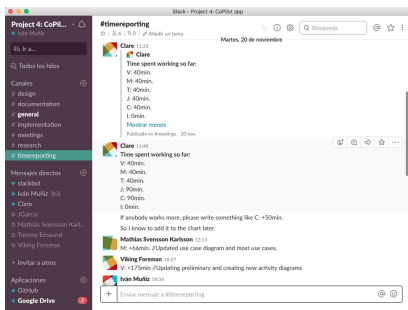 Slack - Project 4: CoPilot app
Project 4: CoPil...
Iván Muñiz
Ir a...
Todos los hilos
Canales
# design
# documentation
# general
# implementation
# meetings
# research
# timereporting
Mensajes directos
slackbot
Iván Muñiz (tú)
Clare
JGarcia
Mathias Svensson Karl...
Tommy Ernsund
Viking Forsman
+ Invitar a otros
Aplicaciones
GitHub
Google Drive
#timereporting
6
0
Añadir un tema
Búsqueda
Martes, 20 de noviembre
Clare 11:23
Clare
Time spent working so far:
V: 40min.
M: 40min.
T: 40min.
J: 40min.
C: 40min.
I: 0min.
Mostrar menos
Publicado en #meetings 20 nov.
Clare 11:40
Time spent working so far:
V: 40min.
M: 40min.
T: 40min.
J: 90min.
C: 90min.
I: 0min.
If anybody works more, please write something like C: +50min.
So I know to add it to the chart later.
Mathias Svensson Karlsson 12:53
M: +66min. //Updated use case diagram and most use cases.
Viking Forsman 18:07
V: +175min //Updating preliminary and creating new activity diagrams
Iván Muñiz 18:34
Enviar mensaje a #timereporting